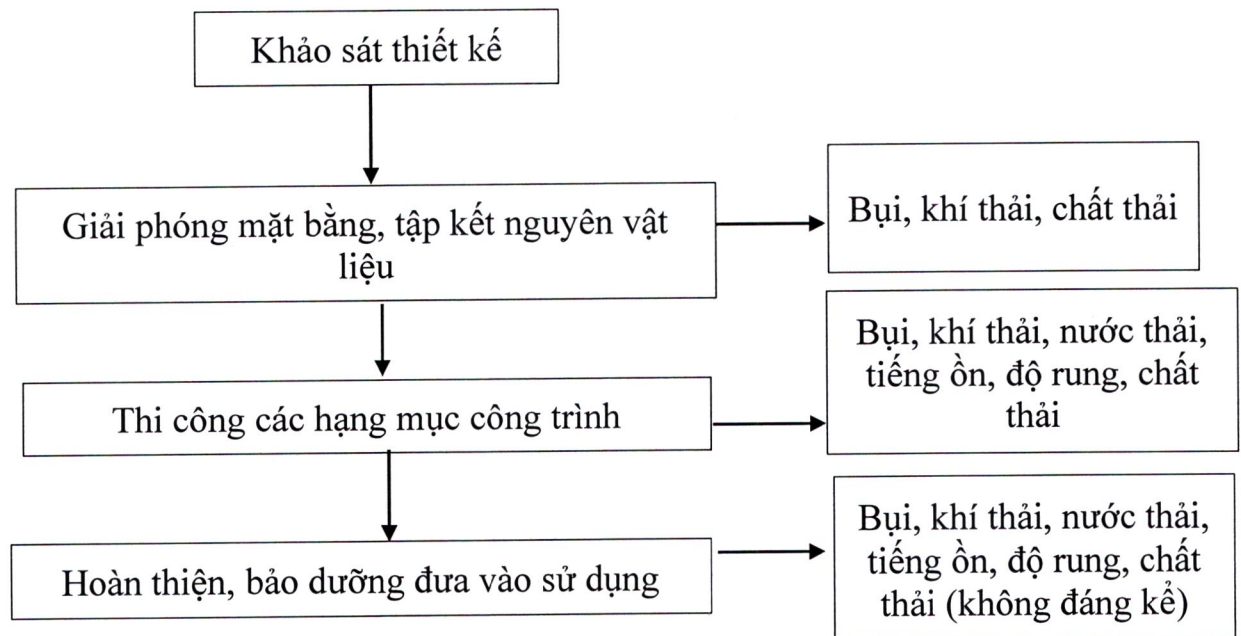 Khảo sát thiết kế
Giải phóng mặt bằng, tập kết nguyên vật
liệu
Bụi, khí thải, chất thải
Thi công các hạng mục công trình
Bụi, khí thải, nước thải,
tiếng ồn, độ rung, chất
thải
Hoàn thiện, bảo dưỡng đưa vào sử dụng
Bụi, khí thải, nước thải,
tiếng ồn, độ rung, chất
thải (không đáng kể)